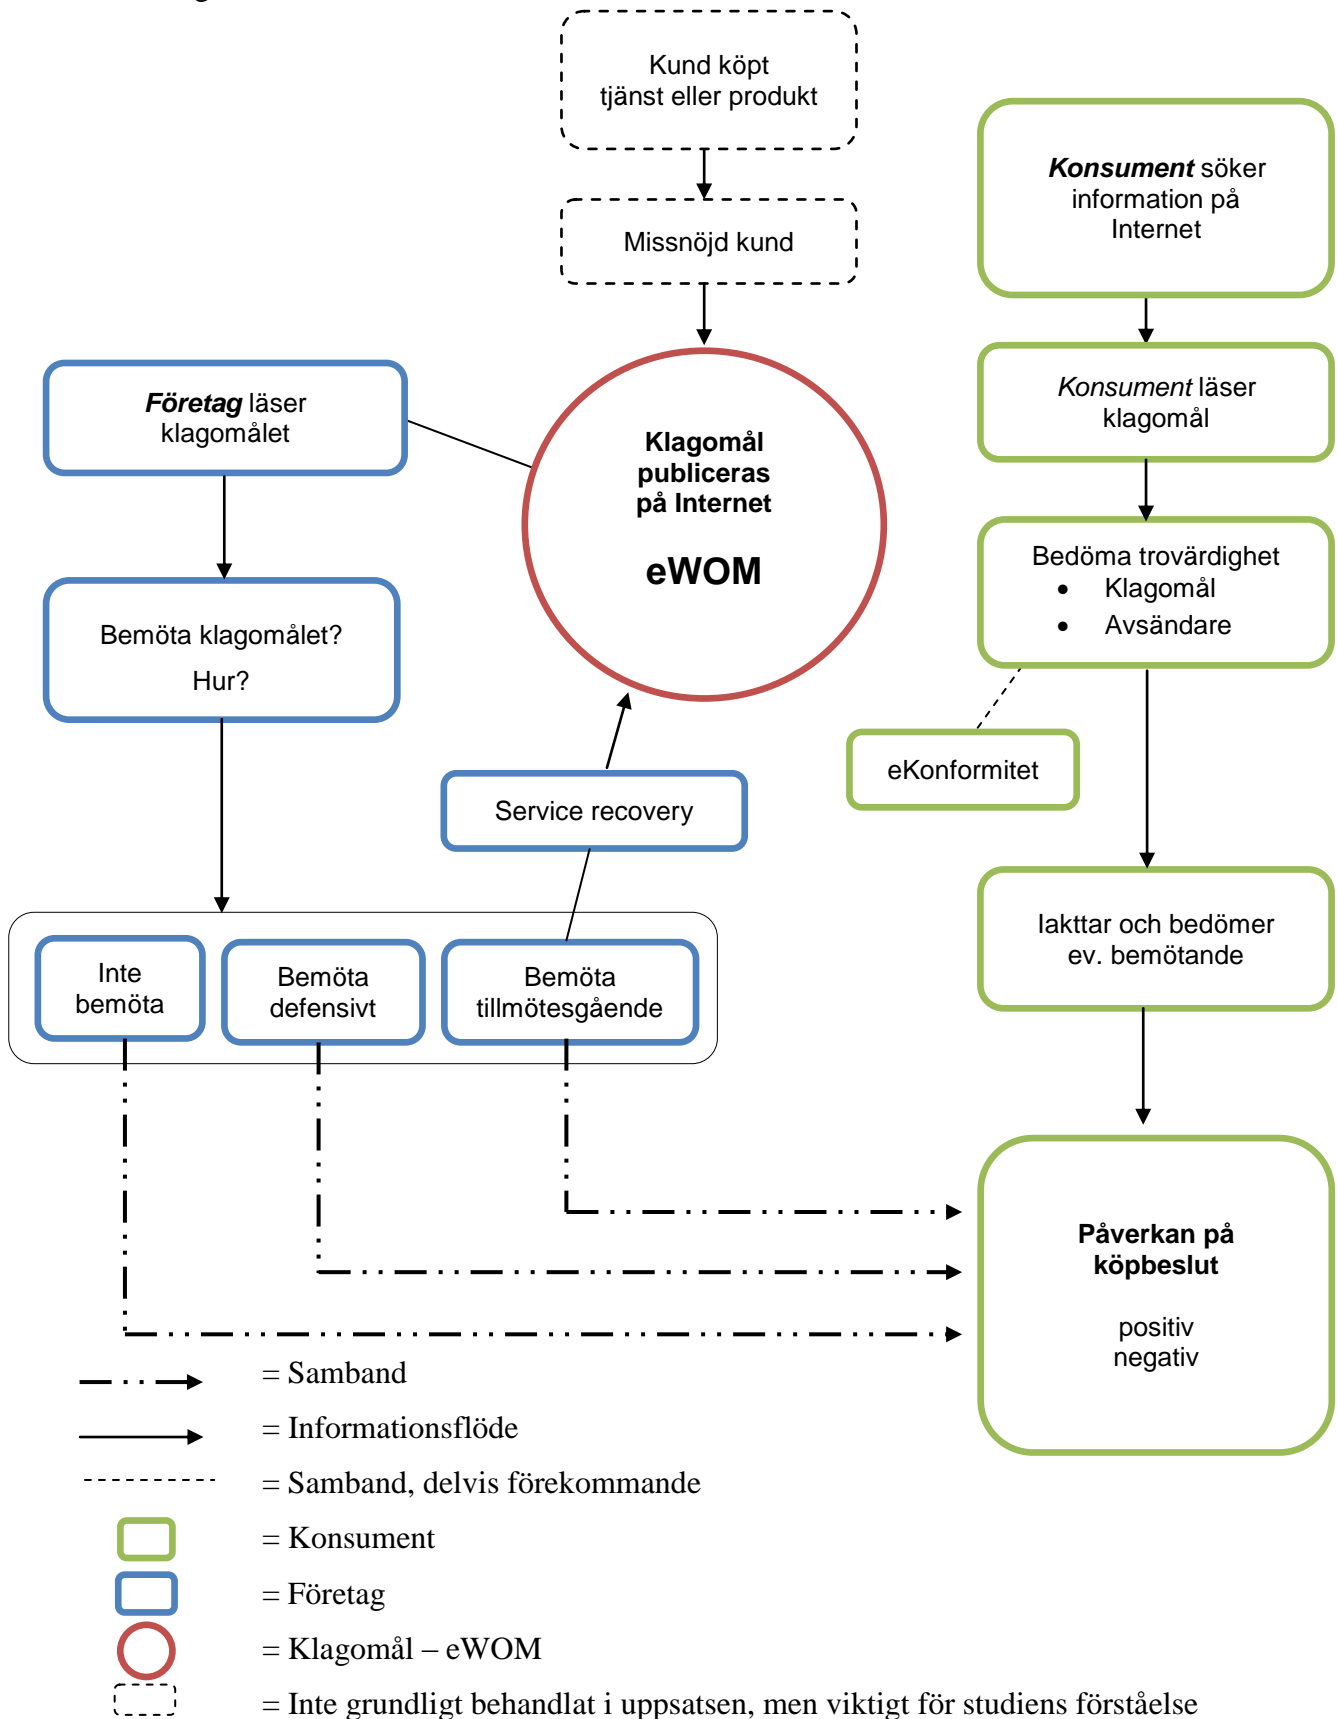 Kund köpt
tjänst eller produkt
Missnöjd kund
Klagomål
publiceras
på Internet
eWOM
Företag läser
klagomålet
Bemöta klagomålet?
Hur?
Service recovery
Inte
bemöta
Bemöta
defensivt
Bemöta
tillmötesgående
Konsument söker
information på
Internet
Konsument läser
klagomål
Bedöma trovärdighet
• Klagomål
• Avsändare
eKonformitet
Iakttar och bedömer
ev. bemötande
Påverkan på
köpbeslut
positiv
negativ
= Samband
= Informationsflöde
= Samband, delvis förekommande
= Konsument
= Företag
= Klagomål – eWOM
= Inte grundligt behandlat i uppsatsen, men viktigt för studiens förståelse